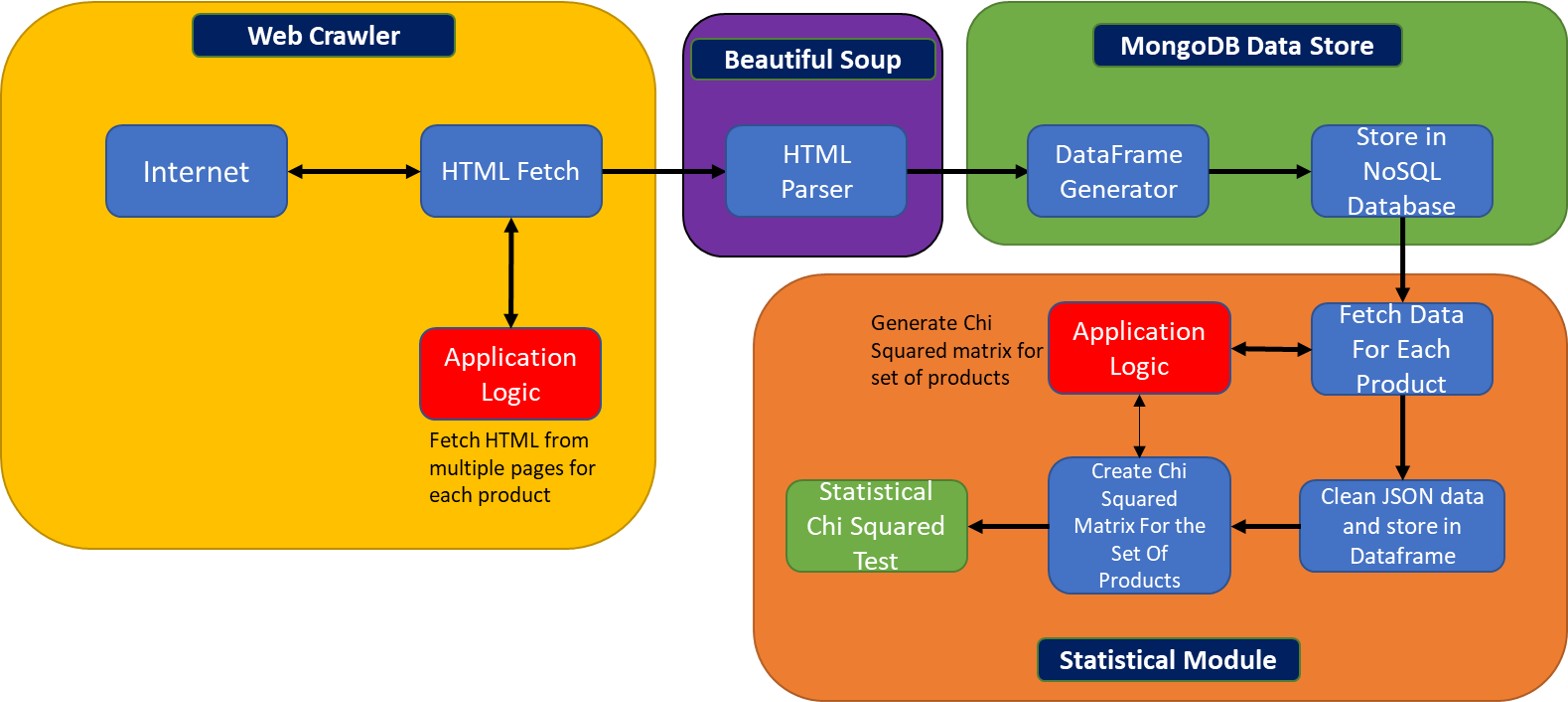 Web Crawler
Internet
HTML Fetch
Application
Logic
Fetch HTML from
multiple pages for
each product
Beautiful Soup
HTML
Parser
MongoDB Data Store
DataFrame
Generator
Store in
NoSQL
Database
Fetch Data
For Each
Product
Application
Logic
Generate Chi
Squared matrix for
set of products
Clean JSON data
and store in
Dataframe
Create Chi
Squared
Matrix For the
Set Of
Products
Statistical
Chi Squared
Test
Statistical Module